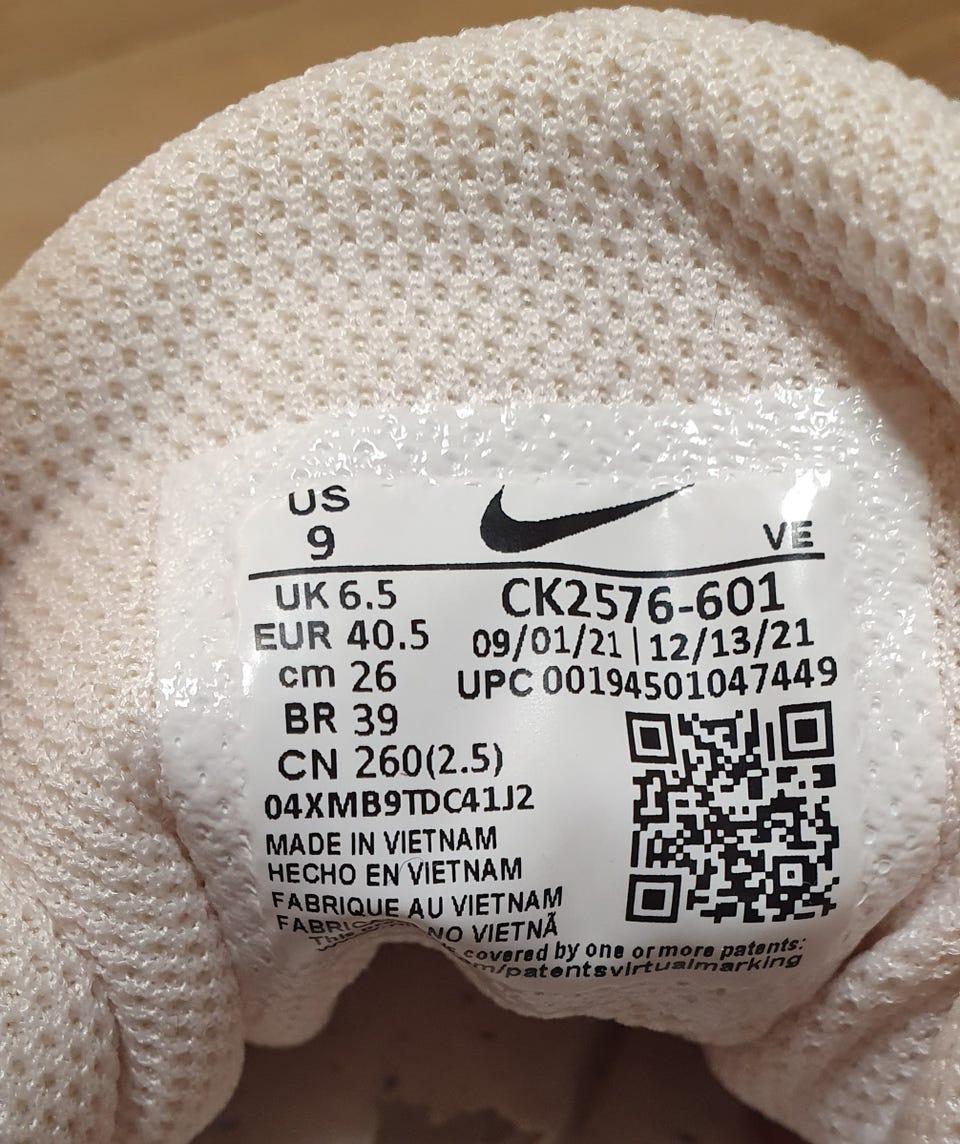 US
9
VE
UK 6.5
EUR 40.5
cm 26
BR 39
CN 260(2.5)
CK2576-601
09/01/21 | 12/13/21
UPC 00194501047449
04XMB9TDC41J2
MADE IN VIETNAM
HECHO EN VIETNAM
FABRIQUE AU VIETNAM
NO VIETNÃ
This covered by one or more patents:
/patentsvirtualmarking